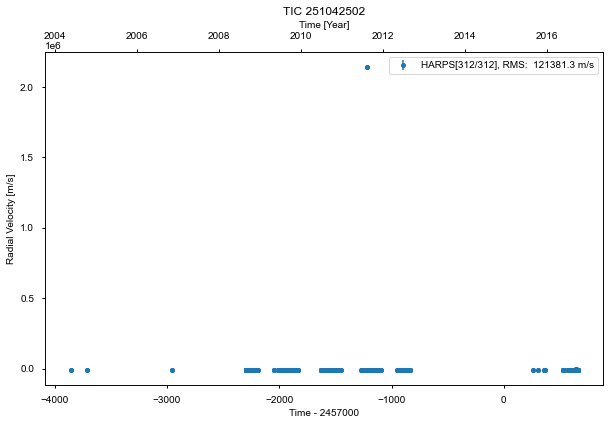 TIC 251042502
Time [Year]
2004 2006 2008 2010 2012 2014 2016
1e6
HARPS[312/312], RMS:  121381.3 m/s
2.0
1.5
1.0
0.5
0.0
Radial Velocity [m/s]
−4000 −3000 −2000 −1000 0
Time - 2457000